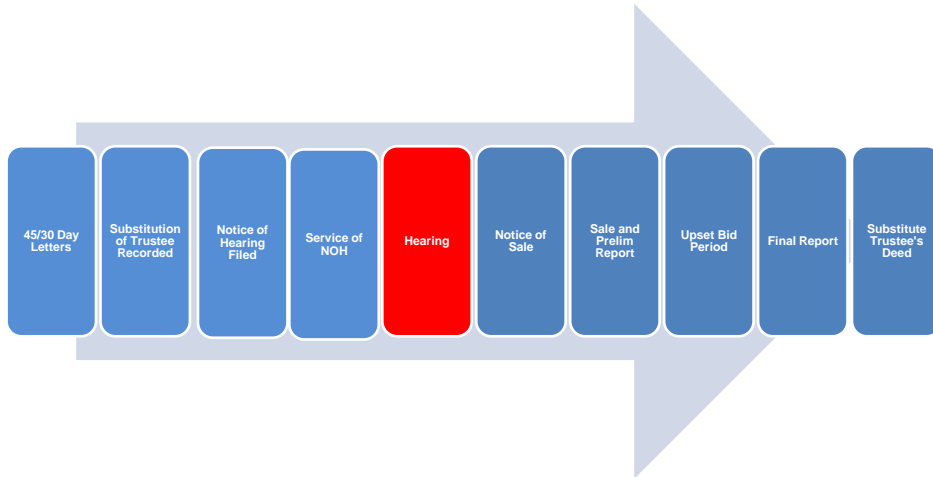 45/30 Day
Letters
Substitution
of Trustee
Recorded
Notice of
Hearing
Filed
Service of
NOH
Hearing
Notice of
Sale
Sale and
Prelim
Report
Upset Bid
Period
Final Report
Substitute
Trustee's
Deed